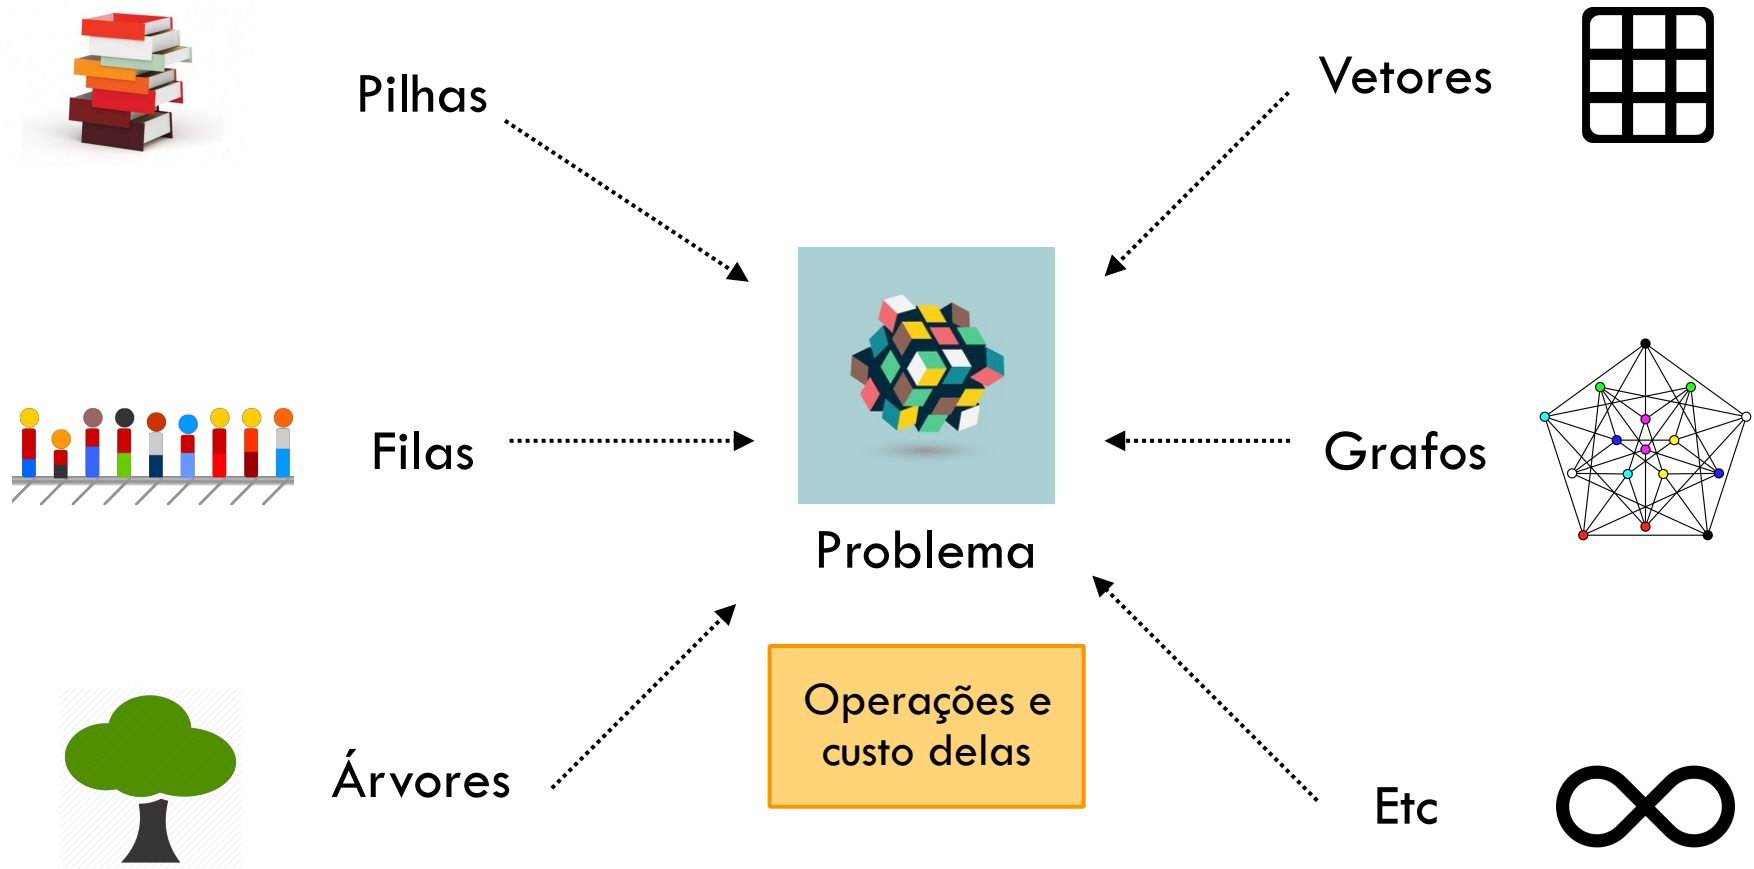 Pilhas
Vetores
Filas
Grafos
Problema
Operações e
custo delas
Árvores
Etc